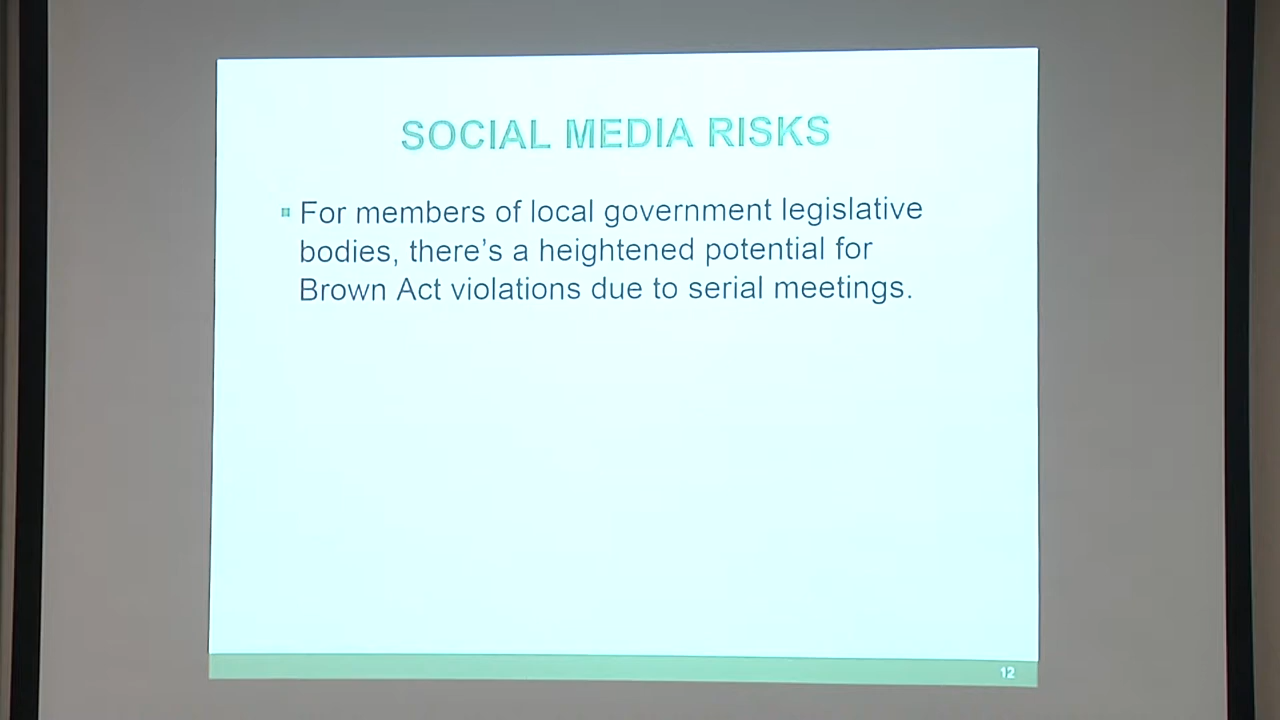 SOCIAL MEDIA RISKS
For members of local government legislative
bodies, there's a heightened potential for
Brown Act violations due to serial meetings.
12